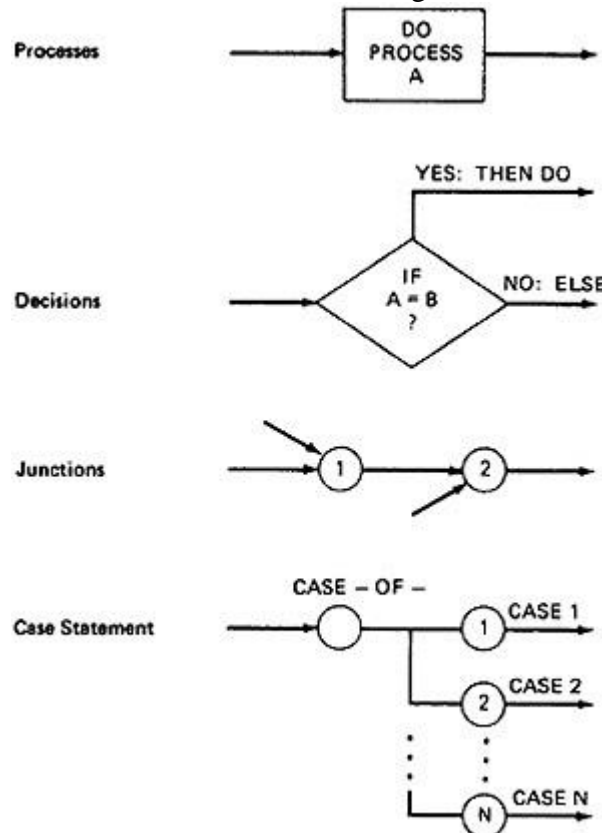 Processes
DO
PROCESS
A
YES: THEN DO
IF
A = B
?
NO: ELSE
Decisions
Junctions
1
2
CASE – OF –
Case Statement
1
CASE 1
2
CASE 2
N
CASE N